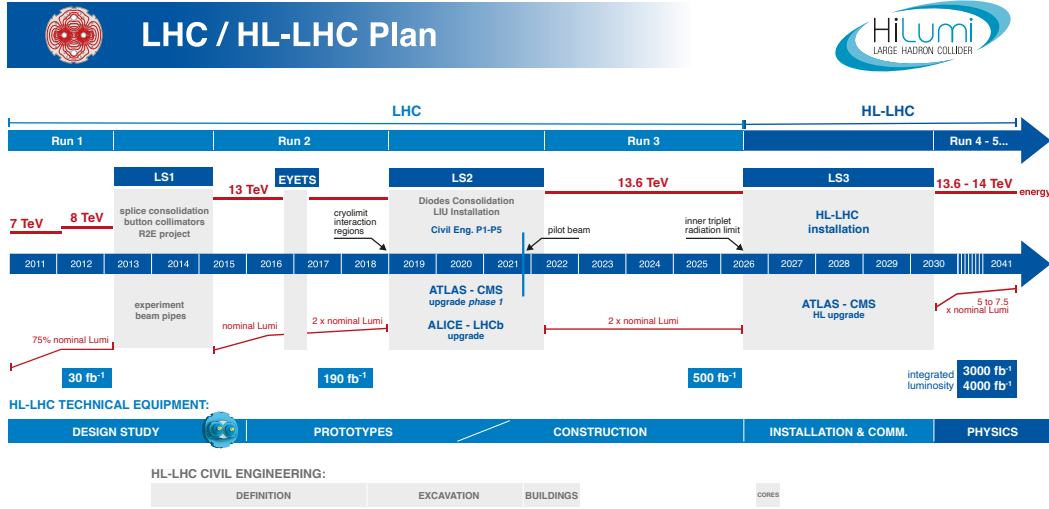 LHC / HL-LHC Plan
HiLumi
LARGE HADRON COLLIDER
LHC
HL-LHC
Run 1
Run 2
Run 3
Run 4 - 5...
LS1
EYETS
LS2
LS3
13 TeV
13.6 TeV
13.6 - 14 TeV
energy
7 TeV
8 TeV
splice consolidation
button collimators
R2E project
cryolimit
interaction
regions
Diodes Consolidation
LIU Installation
Civil Eng. P1-P5
pilot beam
inner triplet
radiation limit
HL-LHC
installation
2011 2012 2013 2014 2015 2016 2017 2018 2019 2020 2021 2022 2023 2024 2025 2026 2027 2028 2029 2030 2041
experiment
beam pipes
ATLAS - CMS
upgrade phase 1
ALICE - LHCb
upgrade
ATLAS - CMS
HL upgrade
5 to 7.5
x nominal Lumi
75% nominal Lumi
nominal Lumi
2 x nominal Lumi
2 x nominal Lumi
30 fb⁻¹
190 fb⁻¹
500 fb⁻¹
integrated
luminosity
3000 fb⁻¹
4000 fb⁻¹
HL-LHC TECHNICAL EQUIPMENT:
DESIGN STUDY
PROTOTYPES
CONSTRUCTION
INSTALLATION & COMM.
PHYSICS
HL-LHC CIVIL ENGINEERING:
DEFINITION
EXCAVATION
BUILDINGS
CORES